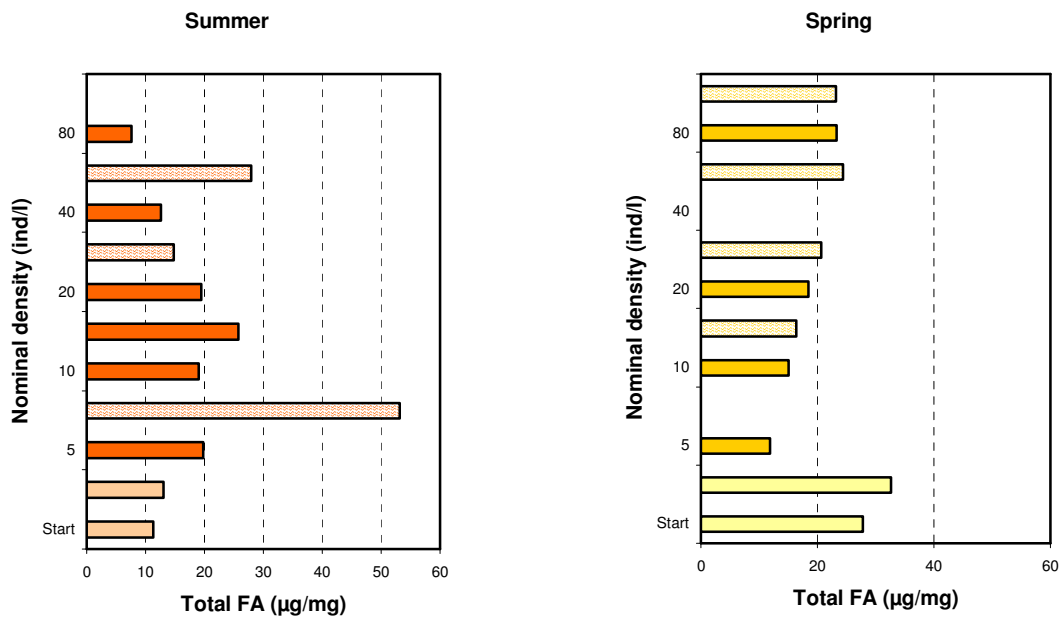 Summer
Nominal density (ind/l)
80
40
20
10
5
Start
0 10 20 30 40 50 60
Total FA (µg/mg)
Spring
Nominal density (ind/l)
80
40
20
10
5
Start
0 20 40 60
Total FA (µg/mg)